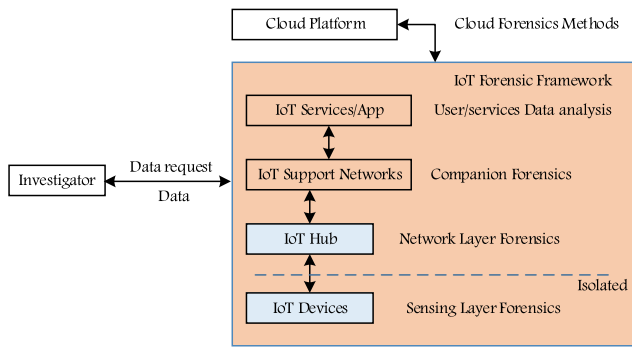 Cloud Platform
Cloud Forensics Methods
IoT Forensic Framework
IoT Services/App
User/services Data analysis
Data request
Investigator
Data
IoT Support Networks
Companion Forensics
IoT Hub
Network Layer Forensics
Isolated
IoT Devices
Sensing Layer Forensics